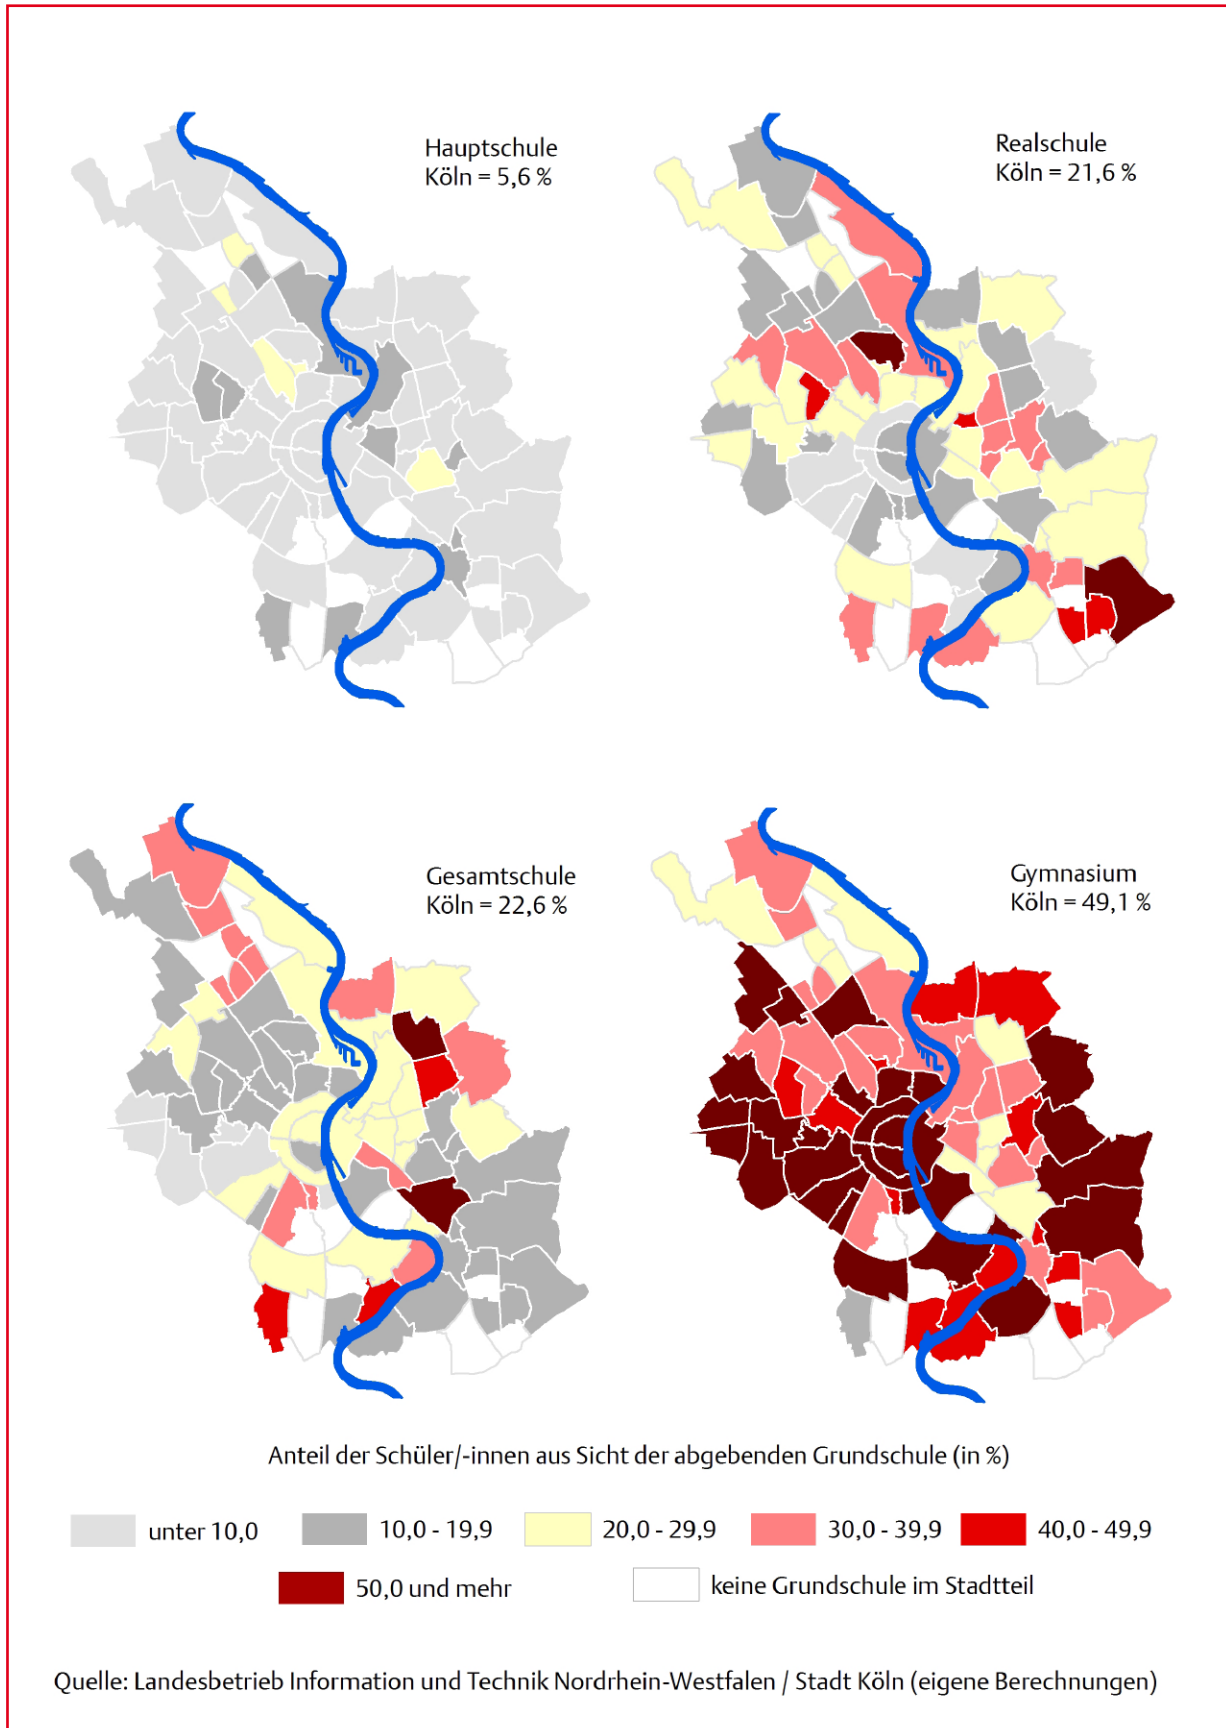 Hauptschule
Köln = 5,6 %
Realschule
Köln = 21,6 %
Gesamtschule
Köln = 22,6 %
Gymnasium
Köln = 49,1 %
Anteil der Schüler/-innen aus Sicht der abgebenden Grundschule (in %)
unter 10,0
10,0 - 19,9
20,0 - 29,9
30,0 - 39,9
40,0 - 49,9
50,0 und mehr
keine Grundschule im Stadtteil
Quelle: Landesbetrieb Information und Technik Nordrhein-Westfalen / Stadt Köln (eigene Berechnungen)